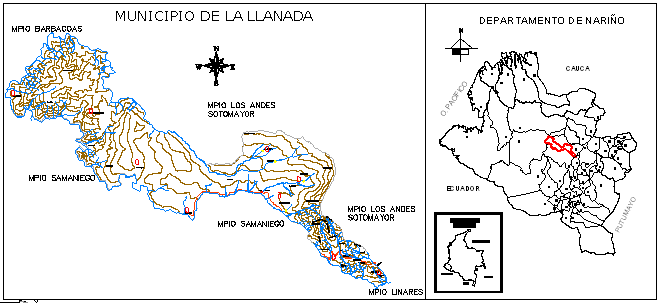 MUNICIPIO DE LA LLANADA
MPIO BARBACOAS
N
W E
S
MPIO LOS ANDES
SOTOMAYOR
MPIO SAMANIEGO
MPIO SAMANIEGO
MPIO LOS ANDES
SOTOMAYOR
MPIO LINARES
DEPARTAMENTO DE NARIÑO
N
CAUCA
O. PACIFICO
ECUADOR
PUTUMAYO